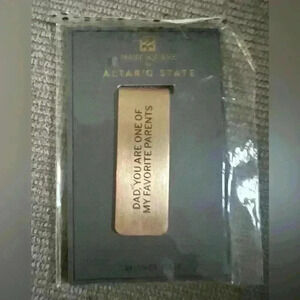 ALTAR'D STATE
DAD, YOU ARE ONE OF
MY FAVORITE PARENTS